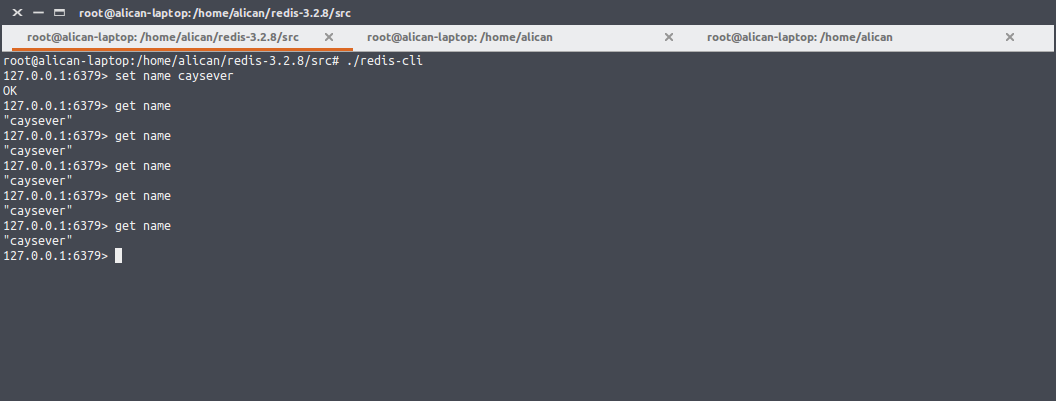 root@alican-laptop: /home/alican/redis-3.2.8/src
root@alican-laptop: /home/alican/redis-3.2.8/src
root@alican-laptop: /home/alican
root@alican-laptop: /home/alican
root@alican-laptop:/home/alican/redis-3.2.8/src# ./redis-cli
127.0.0.1:6379> set name caysever
OK
127.0.0.1:6379> get name
"caysever"
127.0.0.1:6379> get name
"caysever"
127.0.0.1:6379> get name
"caysever"
127.0.0.1:6379> get name
"caysever"
127.0.0.1:6379> get name
"caysever"
127.0.0.1:6379>